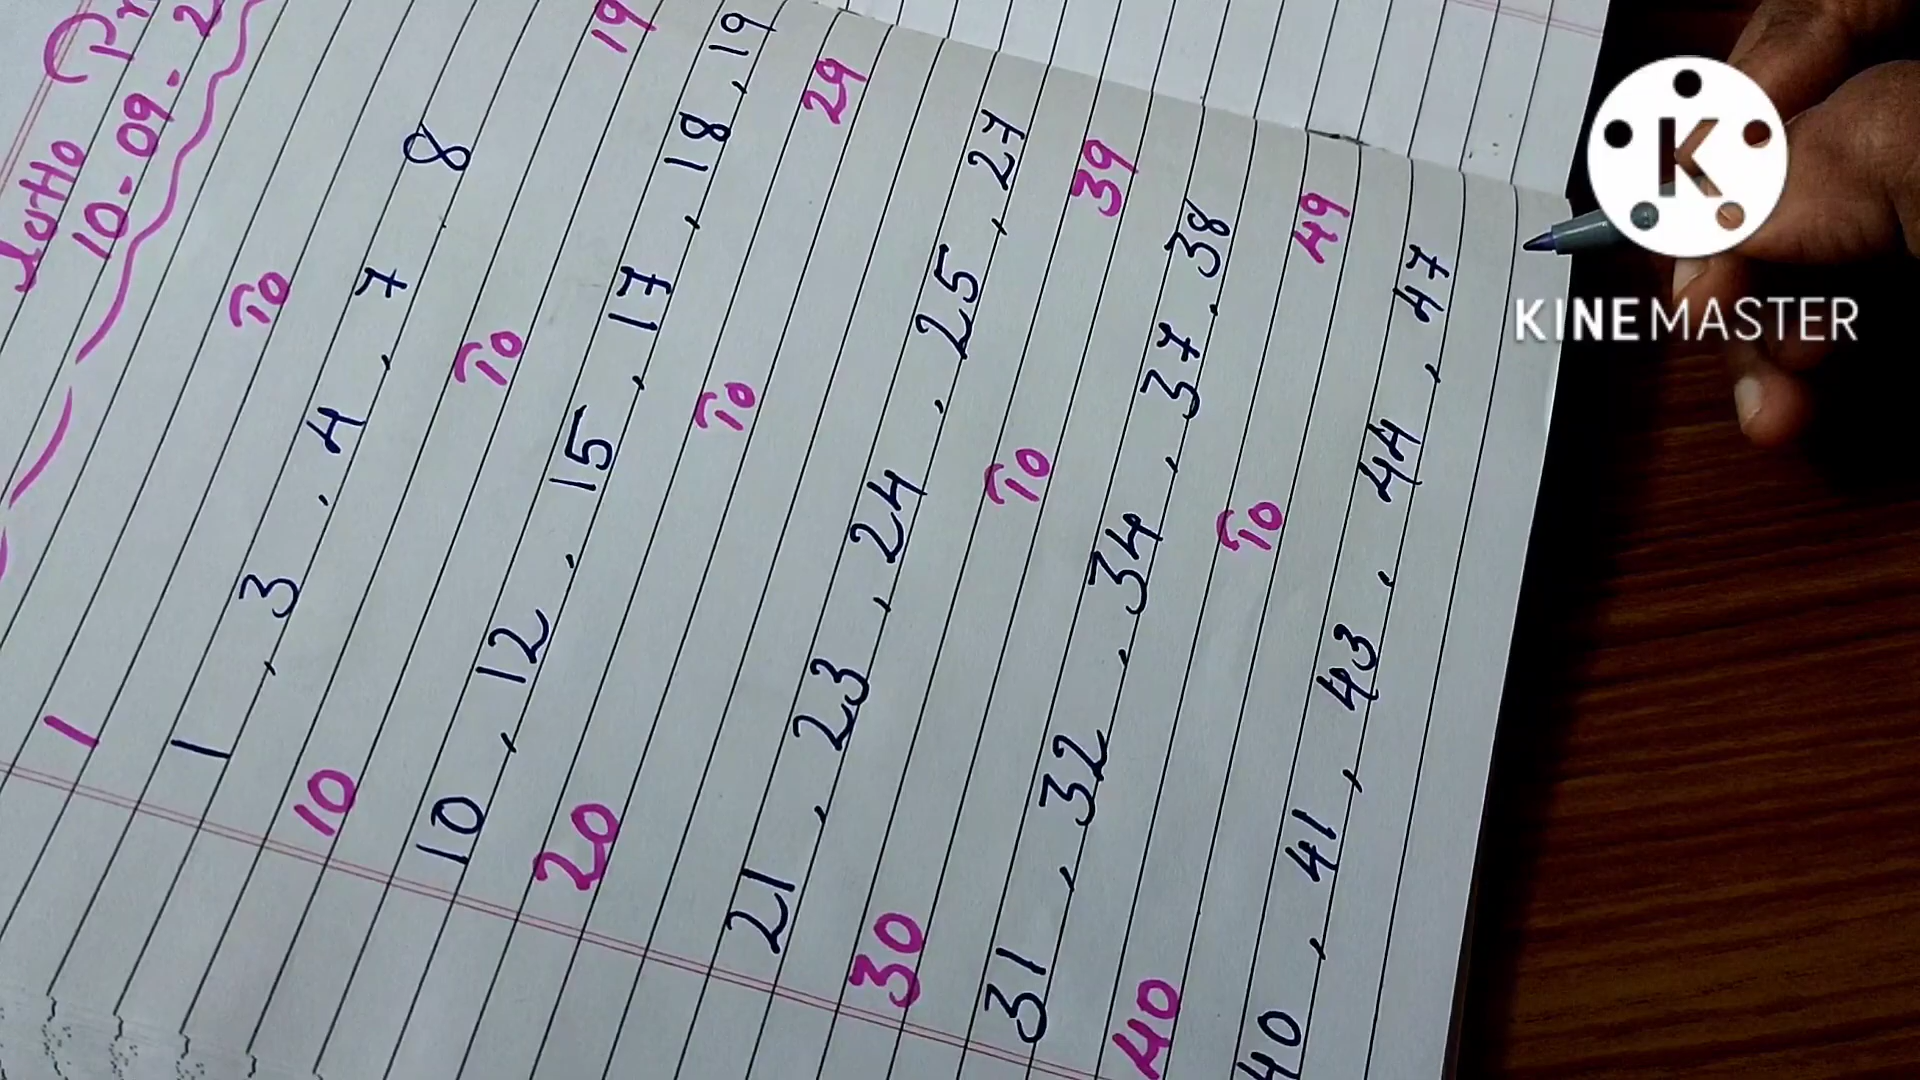 Lotto
10-09-2
1 To
1, 3, 4, 7 8
10 To 19
10, 12, 15, 17, 18, 19
20 To 29
21, 23, 24, 25, 27
30 To 39
31, 32, 34, 37, 38
40 To 49
40, 41, 43, 44, 47
KINEMASTER